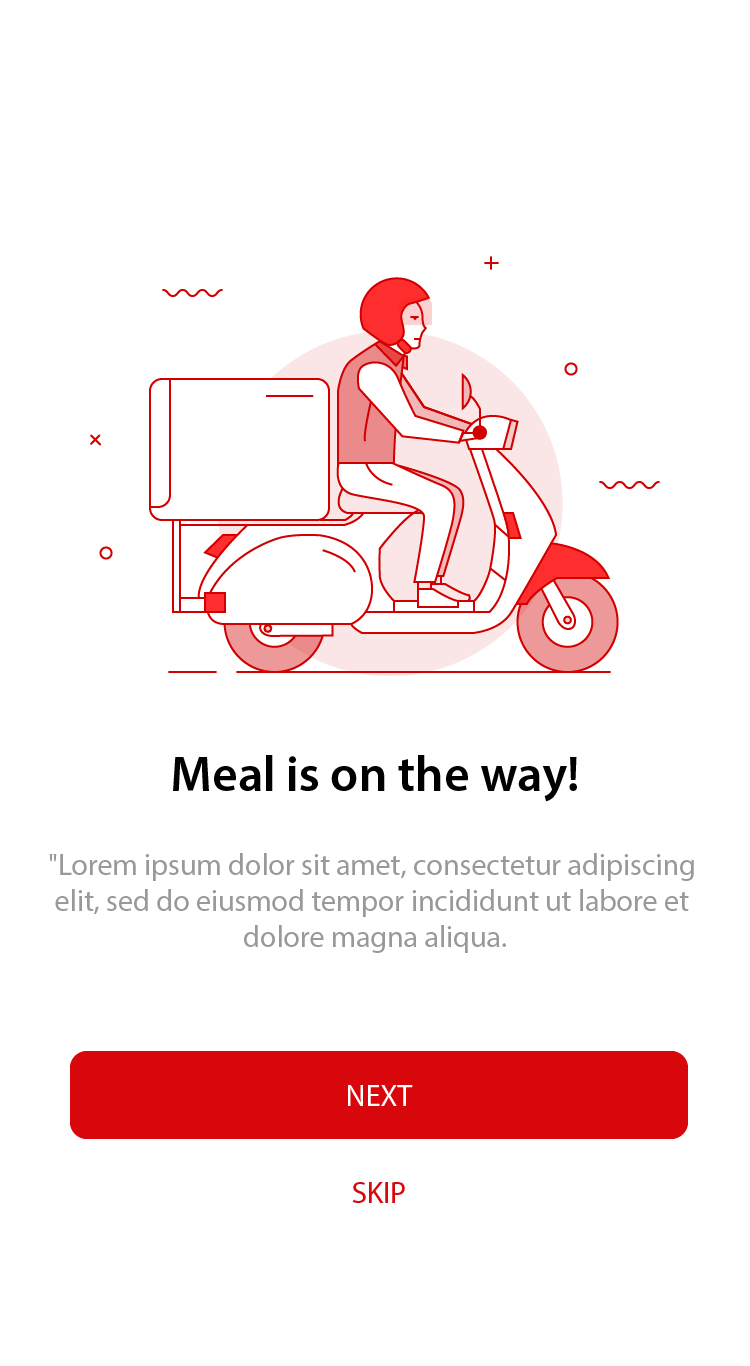 Meal is on the way!
"Lorem ipsum dolor sit amet, consectetur adipiscing
elit, sed do eiusmod tempor incididunt ut labore et
dolore magna aliqua.
NEXT
SKIP